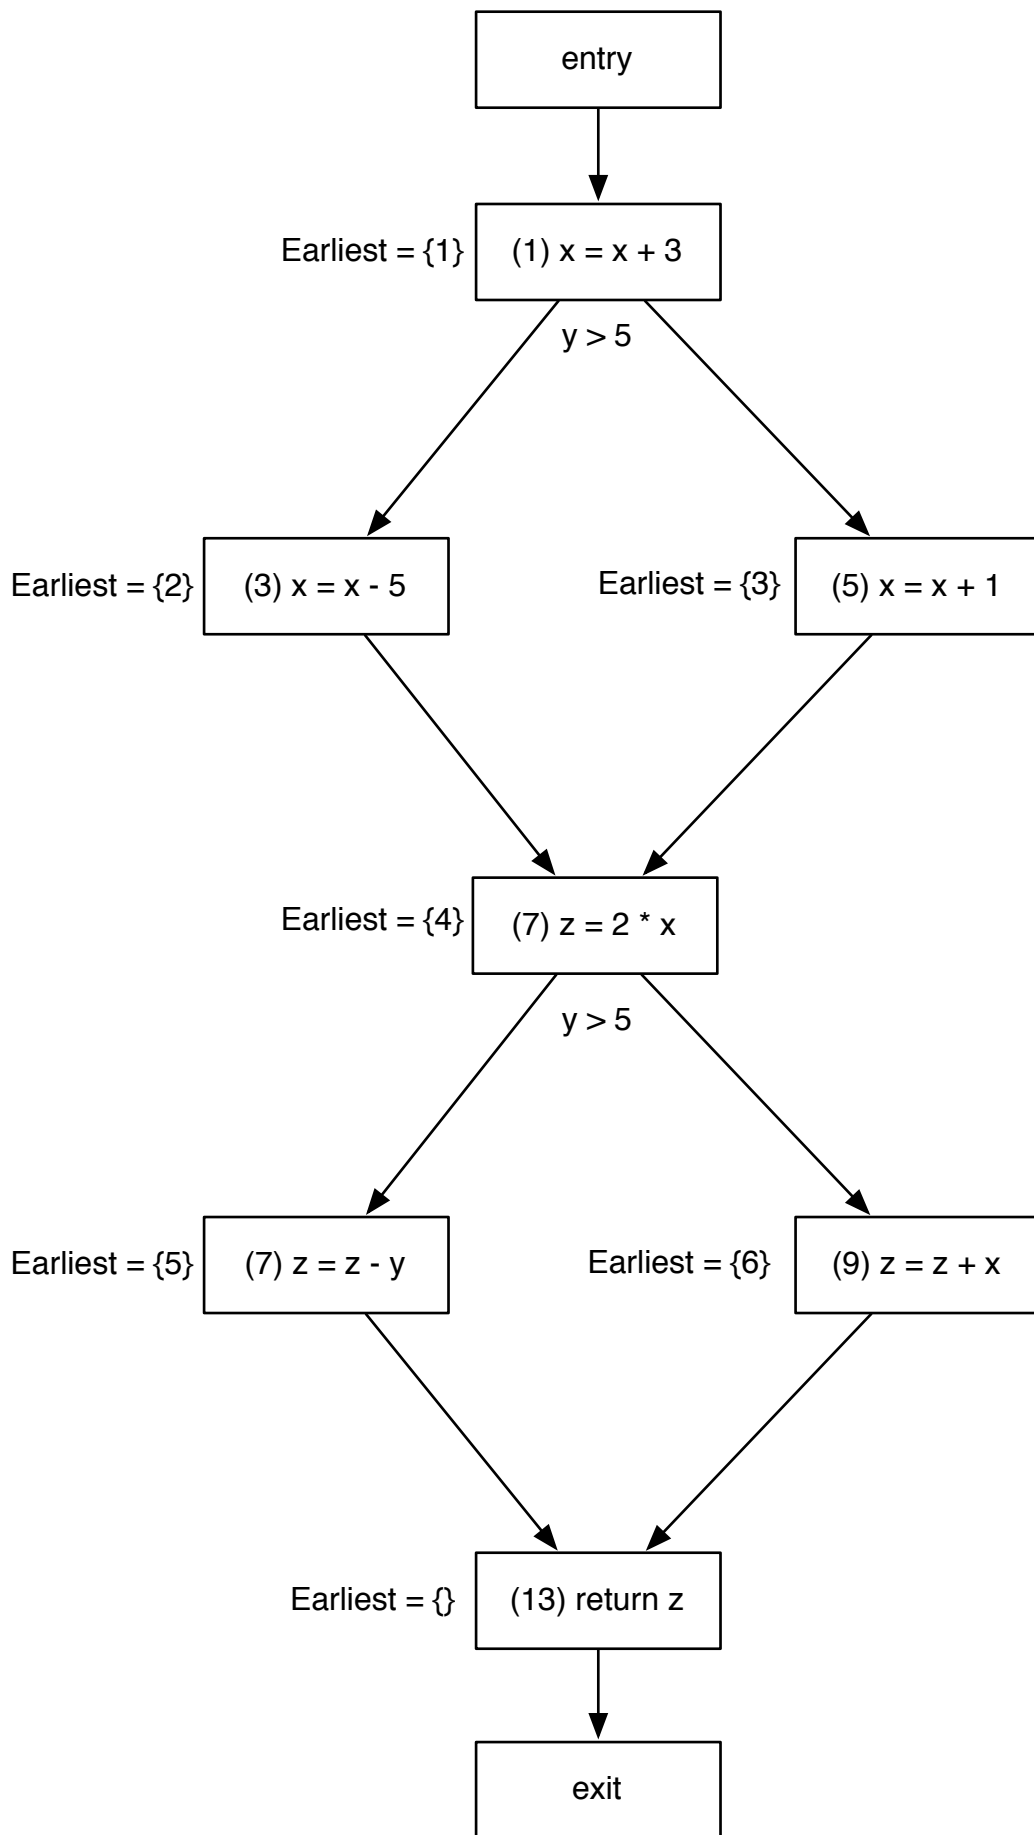 entry
Earliest = {1}
(1) x = x + 3
y > 5
Earliest = {2}
(3) x = x - 5
Earliest = {3}
(5) x = x + 1
Earliest = {4}
(7) z = 2 * x
y > 5
Earliest = {5}
(7) z = z - y
Earliest = {6}
(9) z = z + x
Earliest = {}
(13) return z
exit